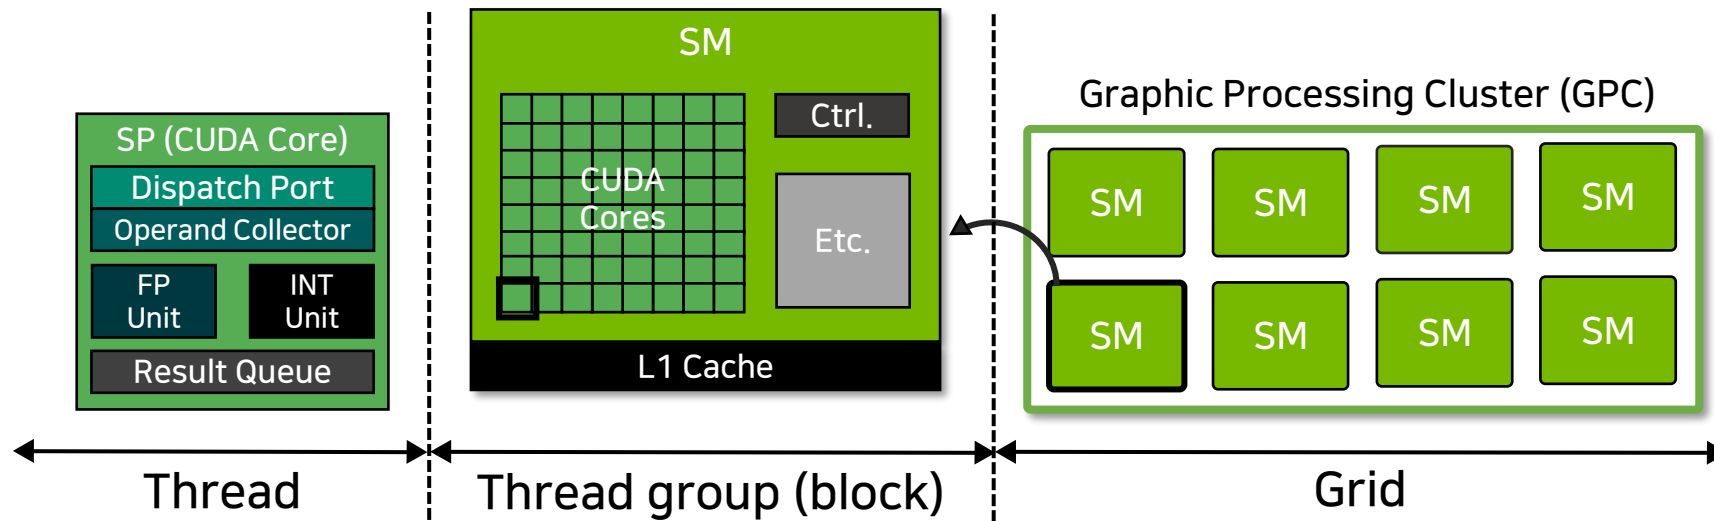 SP (CUDA Core)
Dispatch Port
Operand Collector
FP
Unit
INT
Unit
Result Queue
Thread
SM
CUDA
Cores
Ctrl.
Etc.
L1 Cache
Thread group (block)
Graphic Processing Cluster (GPC)
SM
SM
SM
SM
SM
SM
SM
SM
Grid